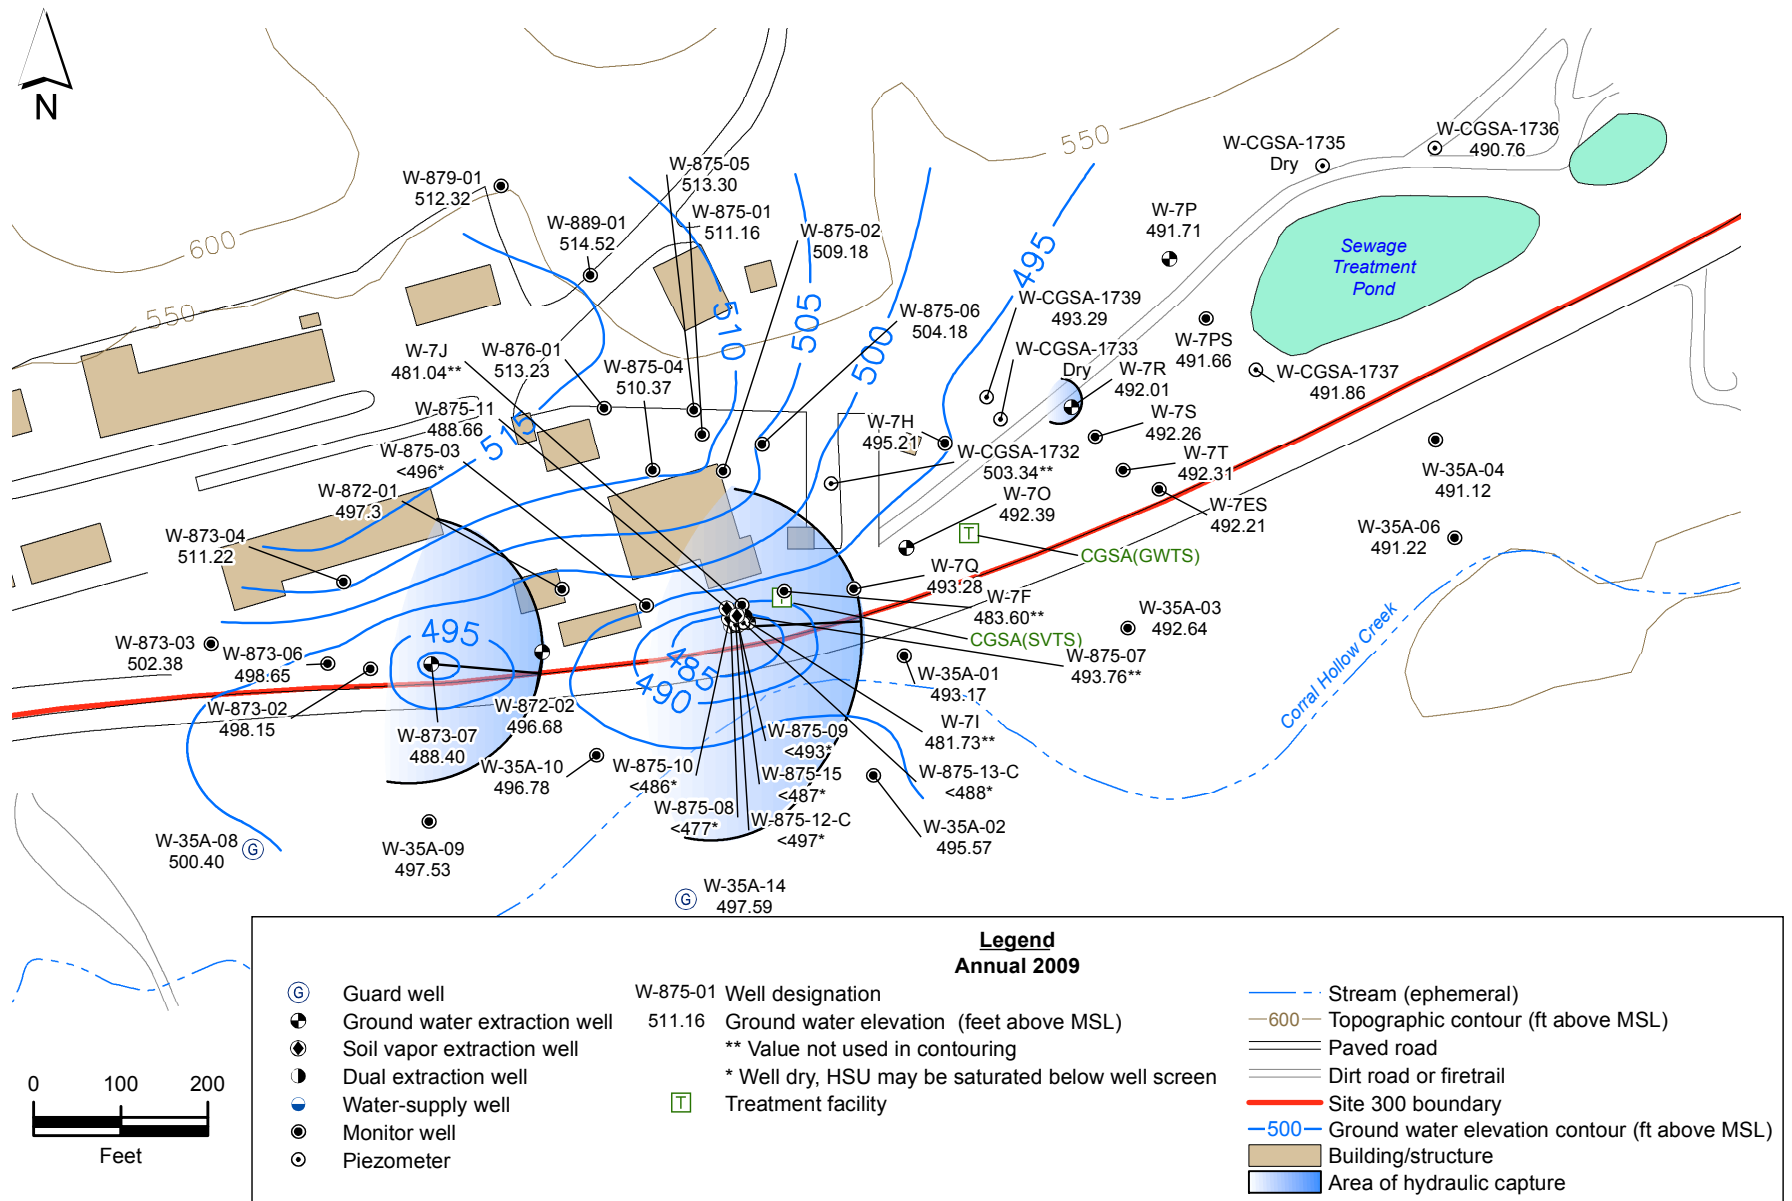 N
600
550
550
W-879-01
512.32
W-889-01
514.52
W-875-05
513.30
W-875-01
511.16
W-875-02
509.18
W-875-06
504.18
W-CGSA-1735
Dry
W-CGSA-1736
490.76
W-7P
491.71
Sewage
Treatment
Pond
W-CGSA-1739
493.29
W-CGSA-1733
Dry
W-7R
492.01
W-7PS
491.66
W-CGSA-1737
491.86
W-7J
481.04**
W-876-01
513.23
W-875-04
510.37
W-875-11
488.66
W-875-03
<496*
W-872-01
497.3
W-873-04
511.22
515
510
505
500
495
W-7H
495.21
W-CGSA-1732
503.34**
W-7S
492.26
W-7T
492.31
W-7O
492.39
W-7ES
492.21
W-35A-04
491.12
W-35A-06
491.22
CGSA(GWTS)
T
W-7Q
493.28
W-7F
483.60**
T
CGSA(SVTS)
W-35A-03
492.64
W-875-07
493.76**
W-873-03
502.38
W-873-06
498.65
495
485
490
W-35A-01
493.17
W-873-02
498.15
W-873-07
488.40
W-872-02
496.68
W-35A-10
496.78
W-875-10
<486*
W-875-09
<493*
W-7I
481.73**
W-875-15
<487*
W-875-13-C
<488*
W-875-08
<477*
W-875-12-C
<497*
W-35A-02
495.57
Corral Hollow Creek
W-35A-08
500.40
G
W-35A-09
497.53
G
W-35A-14
497.59
Legend
Annual 2009
G Guard well
Ground water extraction well
Soil vapor extraction well
Dual extraction well
Water-supply well
Monitor well
Piezometer
W-875-01 Well designation
511.16 Ground water elevation (feet above MSL)
** Value not used in contouring
* Well dry, HSU may be saturated below well screen
T Treatment facility
Stream (ephemeral)
600 Topographic contour (ft above MSL)
Paved road
Dirt road or firetrail
Site 300 boundary
500 Ground water elevation contour (ft above MSL)
Building/structure
Area of hydraulic capture
0 100 200
Feet